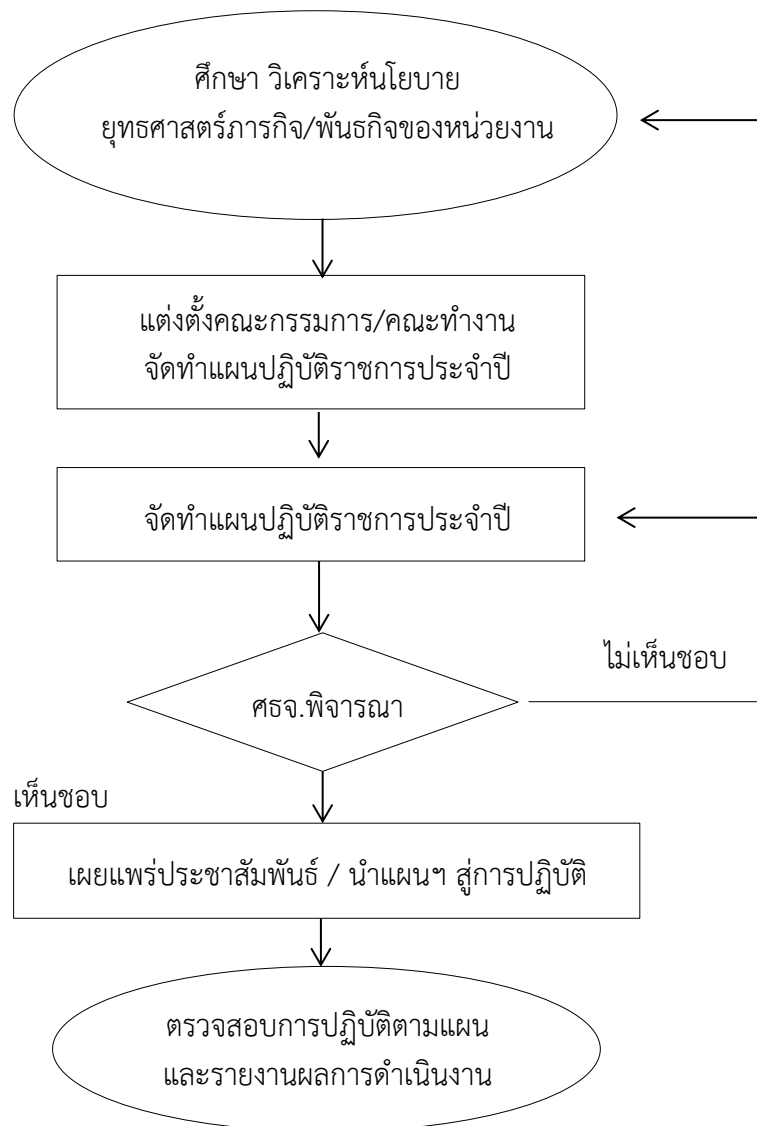 ศึกษา วิเคราะห์นโยบาย
ยุทธศาสตร์ภารกิจ/พันธกิจของหน่วยงาน
แต่งตั้งคณะกรรมการ/คณะทำงาน
จัดทำแผนปฏิบัติราชการประจำปี
จัดทำแผนปฏิบัติราชการประจำปี
ไม่เห็นชอบ
ศธจ.พิจารณา
เห็นชอบ
เผยแพร่ประชาสัมพันธ์ / นำแผนฯ สู่การปฏิบัติ
ตรวจสอบการปฏิบัติตามแผน
และรายงานผลการดำเนินงาน